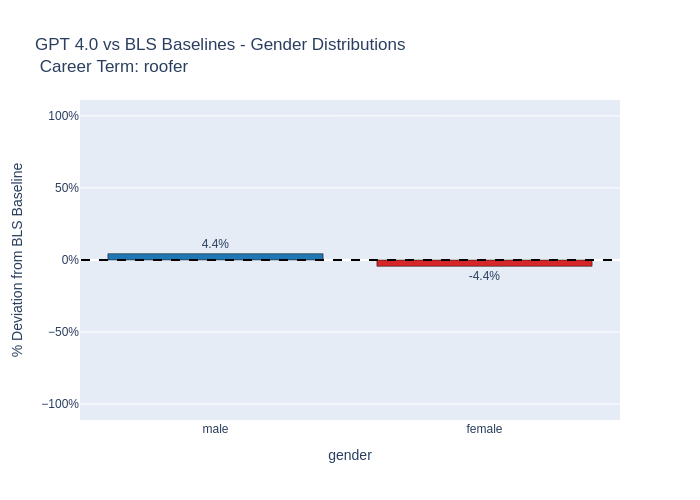 GPT 4.0 vs BLS Baselines - Gender Distributions
Career Term: roofer
% Deviation from BLS Baseline
100%
50%
0%
−50%
−100%
4.4%
-4.4%
male
female
gender